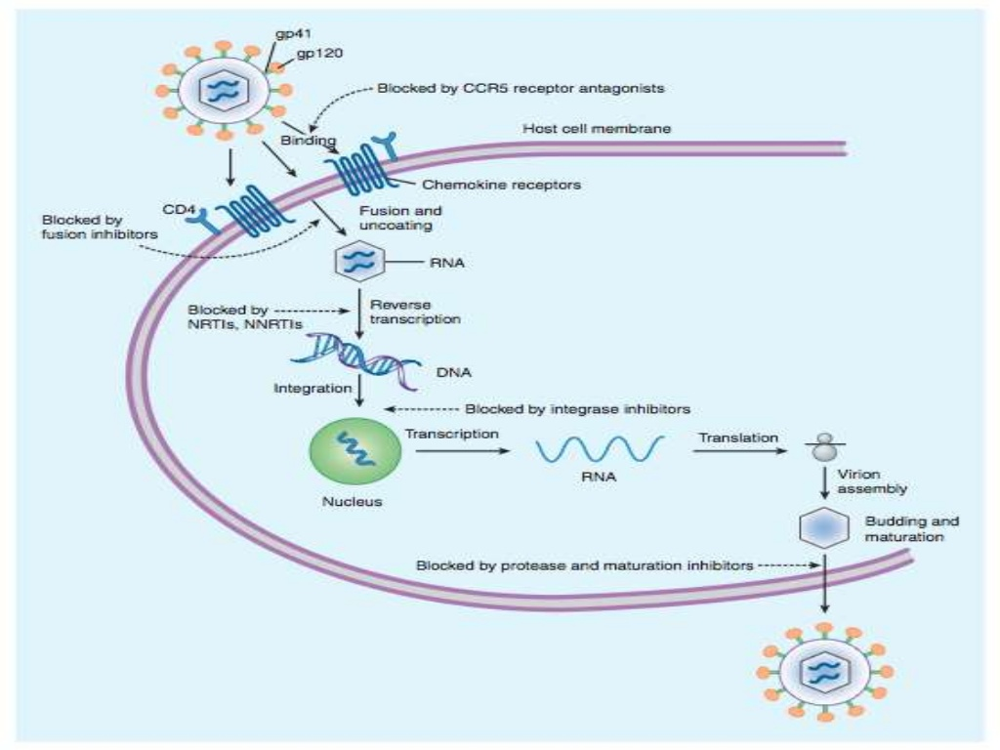 gp41
gp120
Blocked by CCR5 receptor antagonists
Host cell membrane
Binding
Chemokine receptors
CD4
Fusion and
uncoating
Blocked by
fusion inhibitors
RNA
Blocked by
NRTIs, NNRTIs
Reverse
transcription
DNA
Integration
Blocked by integrase inhibitors
Transcription
Translation
RNA
Nucleus
Virion
assembly
Budding and
maturation
Blocked by protease and maturation inhibitors